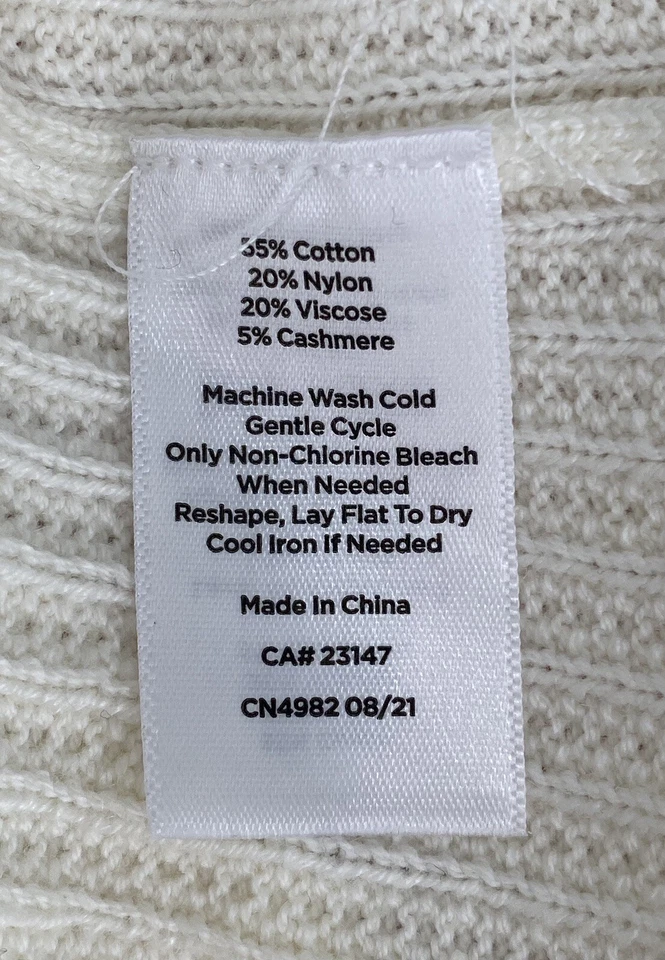 55% Cotton
20% Nylon
20% Viscose
5% Cashmere
Machine Wash Cold
Gentle Cycle
Only Non-Chlorine Bleach
When Needed
Reshape, Lay Flat To Dry
Cool Iron If Needed
Made In China
CA# 23147
CN4982 08/21